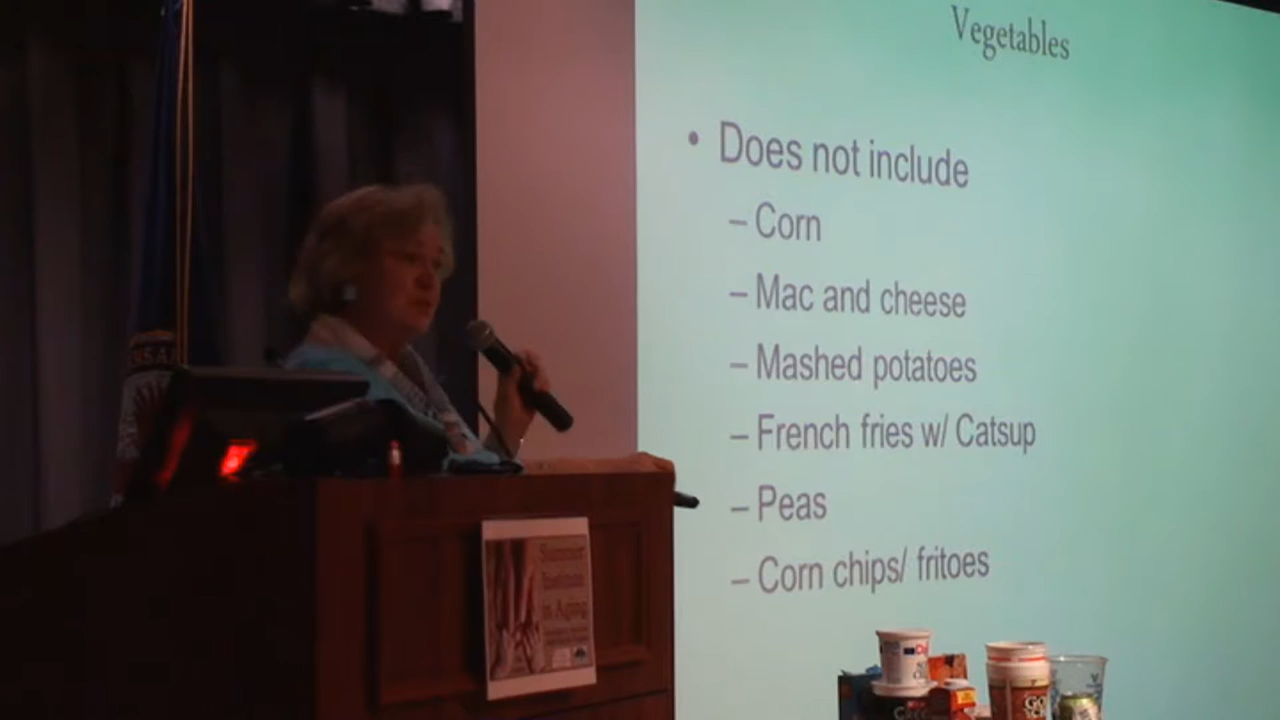 Vegetables
• Does not include
– Corn
– Mac and cheese
– Mashed potatoes
– French fries w/ Catsup
– Peas
– Corn chips/ fritoes
Summer
Institute
in Aging